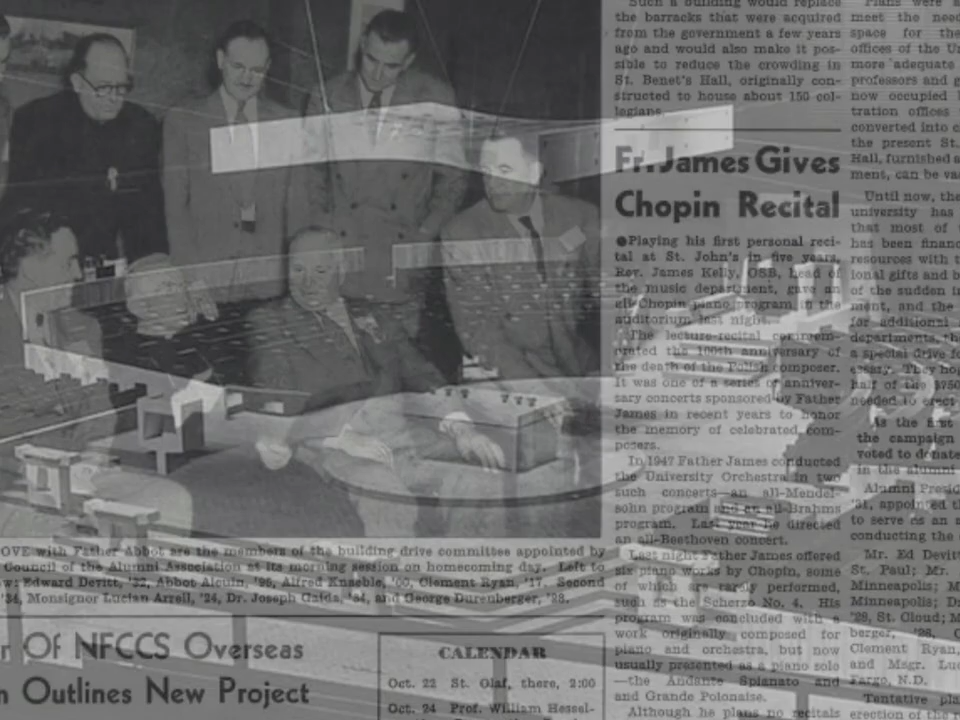 OVE with Father Abbot are the members of the building drive committee appointed by
Council of the Alumni Association at its morning session on homecoming day. Left to
Edward Devitt, '32, Abbot Alcuin, Alfred Knaeble, '00, Clement Ryan, '17. Second
'34, Monsignor Lucian Arrell, '24, Dr. Joseph Gaida, and George Durenberger, '28.
r Of NFCCS Overseas
n Outlines New Project
CALENDAR
Oct. 22 St. Olaf, there, 2:00
Oct. 24 Prof. William Hessel-
Such a building would replace
the barracks that were acquired
from the government a few years
ago and would also make it pos-
sible to reduce the crowding in
St. Benet's Hall, originally con-
structed to house about 150 col-
legians.
Fr. James Gives
Chopin Recital
●Playing his first personal reci-
tal at St. John's in five years,
Rev. James Kelly, OSB, head of
the music department, gave an
all-Chopin piano program in the
auditorium last night.
The lecture-recital commem-
orated the 100th anniversary of
the death of the Polish composer.
It was one of a series of anniver-
sary concerts sponsored by Father
James in recent years to honor
the memory of celebrated com-
posers.
In 1947 Father James conducted
the University Orchestra in two
such concerts—an all-Mendel-
sohn program and an all-Brahms
program. Last year he directed
an all-Beethoven concert.
Last night Father James offered
six piano works by Chopin, some
of which are rarely performed,
such as the Scherzo No. 4. His
program was concluded with a
work originally composed for
piano and orchestra, but now
usually presented as a piano solo
—the Andante Spianato and
and Grande Polonaise.
Although he plans no recitals
meet the need
space for the
offices of the Un
more adequate
professors and g
now occupied
tration offices
converted into c
the present St.
Hall, furnished a
ment, can be va
Until now, the
university has
that most of
has been financ
resources with t
ional gifts and b
of the sudden in
ment, and the
for additional
departments, the
a special drive fo
essary. They hop
half of the $750
needed to erect
As the first
the campaign
voted to donate
in the alumni
Alumni Presid
'31, appointed th
to serve as an
conducting the
Mr. Ed Devitt
St. Paul; Mr.
Minneapolis; M
Minneapolis; D
'29, St. Cloud; M
berger, '28, C
Clement Ryan,
and Msgr. Luc
Fargo, N.D.
Tentative pla
erection of the